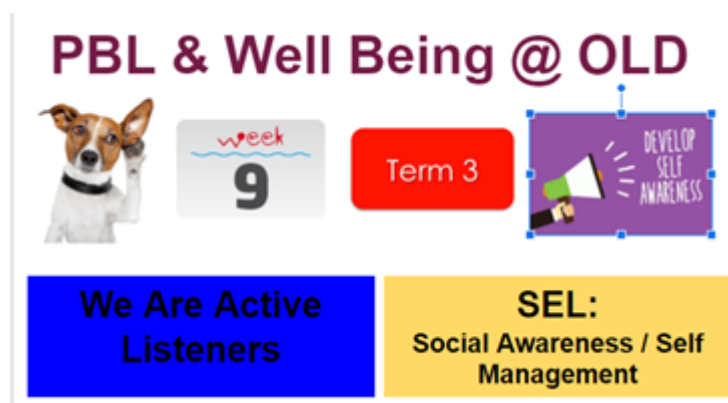 PBL & Well Being @ OLD
week
9
Term 3
DEVELOP
SELF
AWARENESS
We Are Active
Listeners
SEL:
Social Awareness / Self
Management